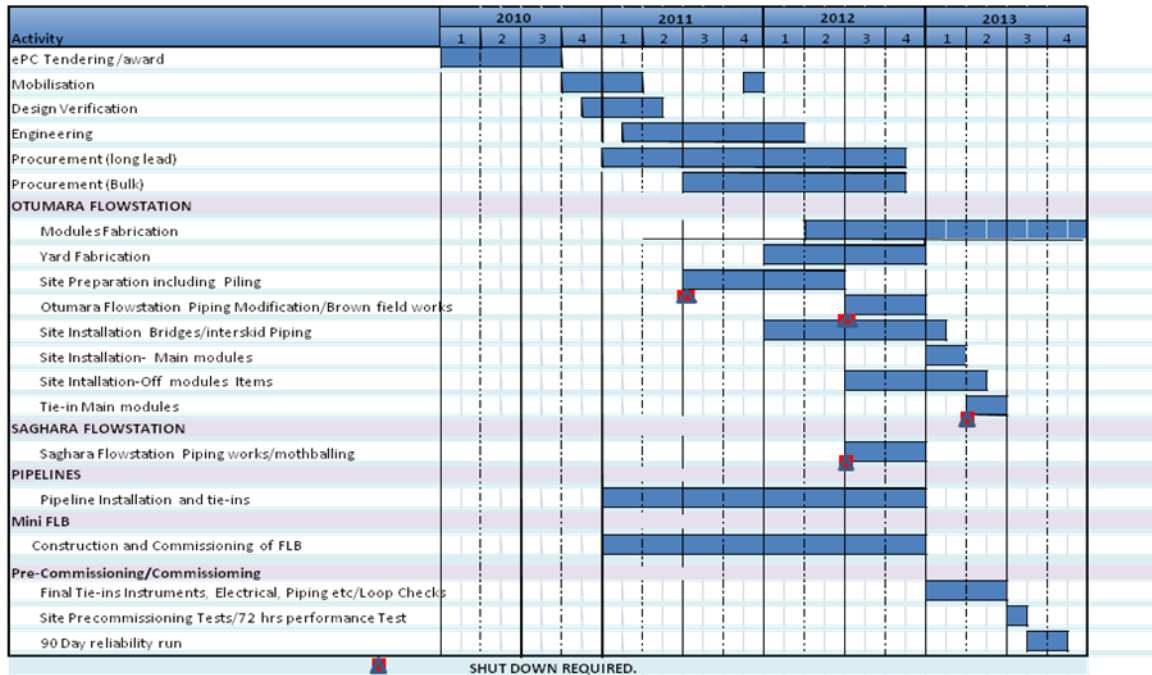 2010 2011 2012 2013
Activity 1 2 3 4 1 2 3 4 1 2 3 4 1 2 3 4
ePC Tendering/award
Mobilisation
Design Verification
Engineering
Procurement (long lead)
Procurement (Bulk)
OTUMARA FLOWSTATION
Modules Fabrication
Yard Fabrication
Site Preparation including Piling
Otumara Flowstation Piping Modification/Brown field works
Site Installation Bridges/interskid Piping
Site Installation- Main modules
Site Intallation-Off modules Items
Tie-in Main modules
SAGHARA FLOWSTATION
Saghara Flowstation Piping works/mothballing
PIPELINES
Pipeline Installation and tie-ins
Mini FLB
Construction and Commissioning of FLB
Pre-Commissioning/Commissioming
Final Tie-ins Instruments, Electrical, Piping etc/Loop Checks
Site Precommissioning Tests/72 hrs performance Test
90 Day reliability run
SHUT DOWN REQUIRED.